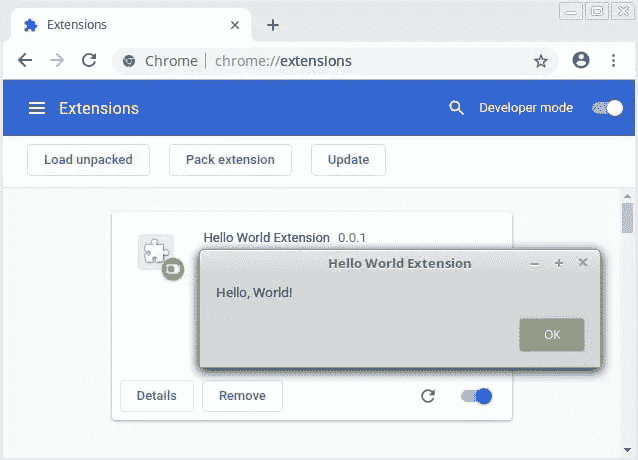 Extensions
Chrome | chrome://extensions
Extensions
Developer mode
Load unpacked
Pack extension
Update
Hello World Extension 0.0.1
Hello World Extension
Hello, World!
OK
Details
Remove